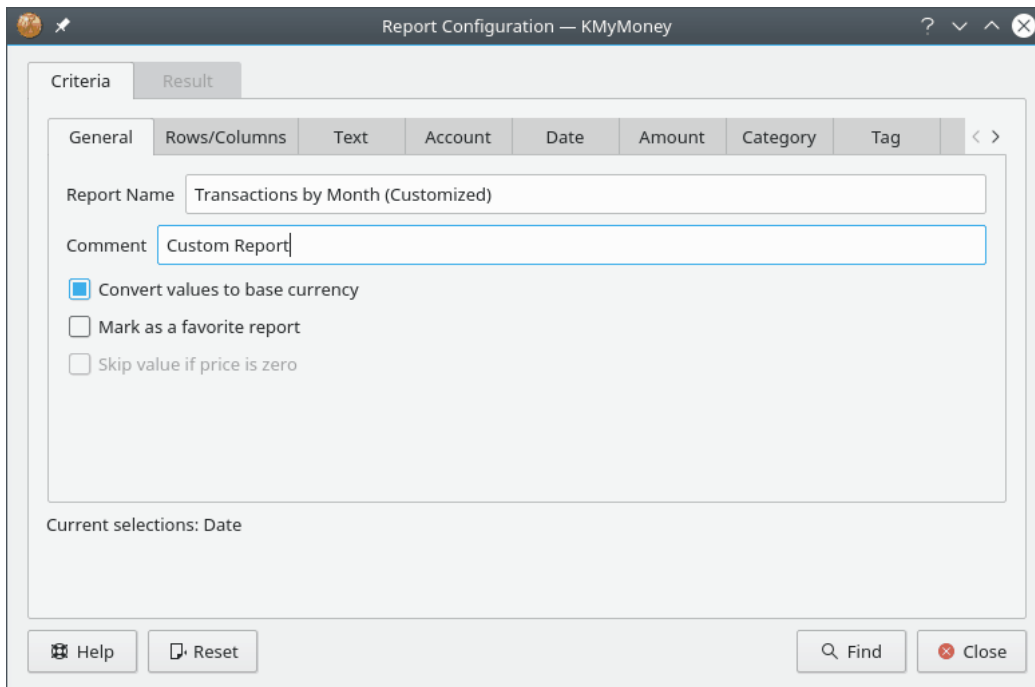 Report Configuration — KMyMoney
Criteria Result
General Rows/Columns Text Account Date Amount Category Tag
Report Name Transactions by Month (Customized)
Comment Custom Report
Convert values to base currency
Mark as a favorite report
Skip value if price is zero
Current selections: Date
Help Reset Find Close